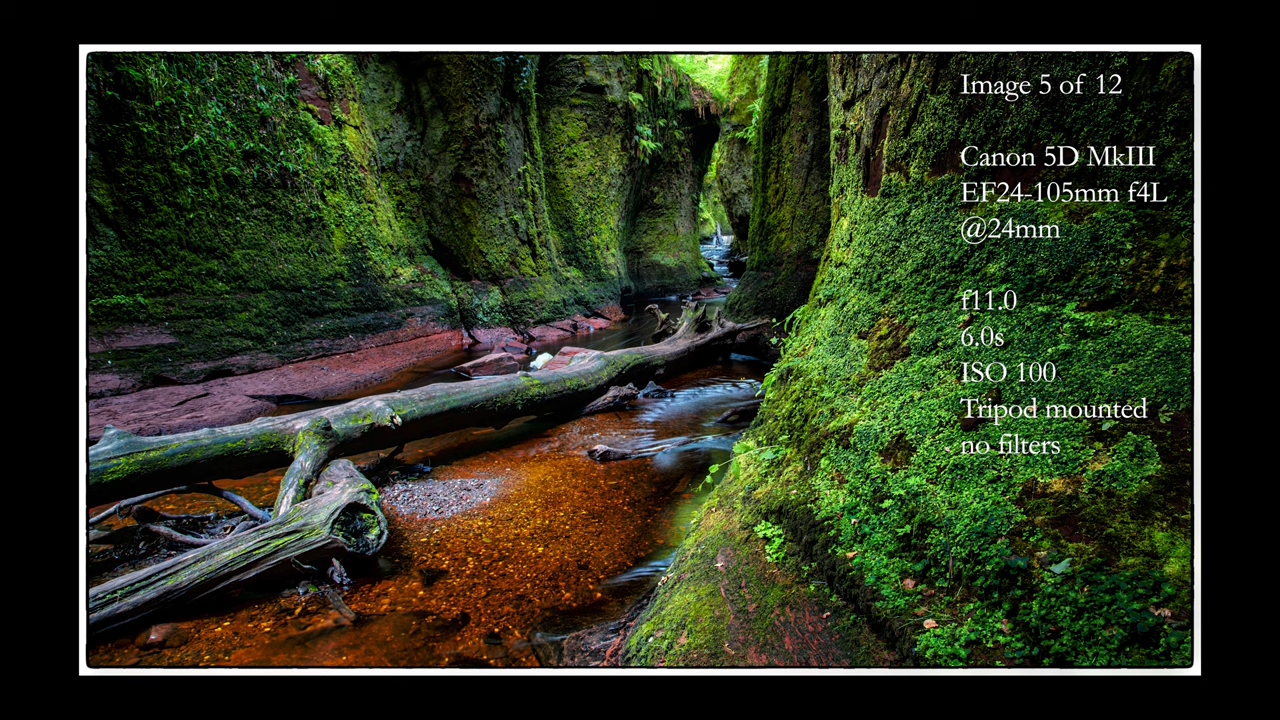 Image 5 of 12
Canon 5D MkIII
EF24-105mm f4L
@24mm
f11.0
6.0s
ISO 100
Tripod mounted
no filters